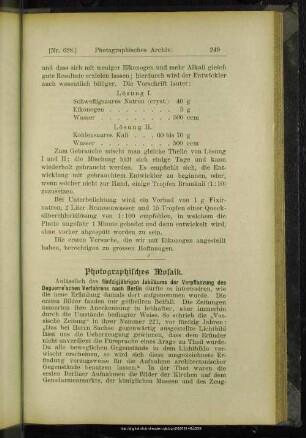 [Nr. 688.] Photographisches Archiv. 249
und dass sich mit weniger Eikonogen und mehr Alkali gleich
gute Resultate erzielen lassen; hierdurch wird der Entwickler
auch wesentlich billiger. Die Vorschrift lautet:
Lösung I.
Schwefligsaures Natron (cryst.) 40 g
Eikonogen . . . . . . . 5 g
Wasser . . . . . . . 500 ccm
Lösung II.
Kohlensaures Kali . . . 60 bis 70 g
Wasser . . . . . . . 500 ccm
Zum Gebrauche mischt man gleiche Theile von Lösung
I und II; die Mischung hält sich einige Tage und kann
wiederholt gebraucht werden. Es empfiehlt sich, die Ent-
wicklung mit gebrauchtem Entwickler zu beginnen, oder,
wenn solcher nicht zur Hand, einige Tropfen Bromkali (1:10)
zuzusetzen.
Bei Unterbelichtung wird ein Vorbad von 1 g Fixir-
natron, Liter Brunnenwasser und 15 Tropfen einer Queck-
silberchloridlösung von 1:100 empfohlen, in welchem die
Platte ungefähr 1 Minute gebadet und dann entwickelt wird,
ohne vorher abgespült worden zu sein.
Die ersten Versuche, die wir mit Eikonogen angestellt
haben, berechtigen zu grossen Hoffnungen.
Photographisches Mosaik.
Anlässlich des fünfzigjährigen Jubiläums der Verpflanzung des
Daguerre'schen Verfahrens nach Berlin dürfte es interessiren, wie
die neue Erfindung damals dort aufgenommen wurde. Die
ersten Bilder fanden nur getheilten Beifall. Die Zeitungen
äusserten ihre Anerkennung in lobhafter, aber immerhin
durch die Umstände bedingter Weise. So schrieb die „Vos-
sische Zeitung“ in ihrer Nummer 221, vor fünfzig Jahren:
„Das bei Herrn Sachse gegenwärtig ausgestellte Lichtbild
lässt uns die Ueberzeugung gewinnen, dass dem Erfinder
nicht unverdient die Fürsprache eines Arago zu Theil wurde.
Da alle beweglichen Gegenstände in dem Lichtbilde ver-
wischt erscheinen, so wird sich diese ausgezeichnete Er-
findung vorzugsweise für die Aufnahme architektonischer
Gegenstände benutzen lassen.“ In der That waren die
ersten Berliner Aufnahmen die Bilder der Kirchen auf dem
Gensdarmenmarkte, der königlichen Museen und des Zeug-